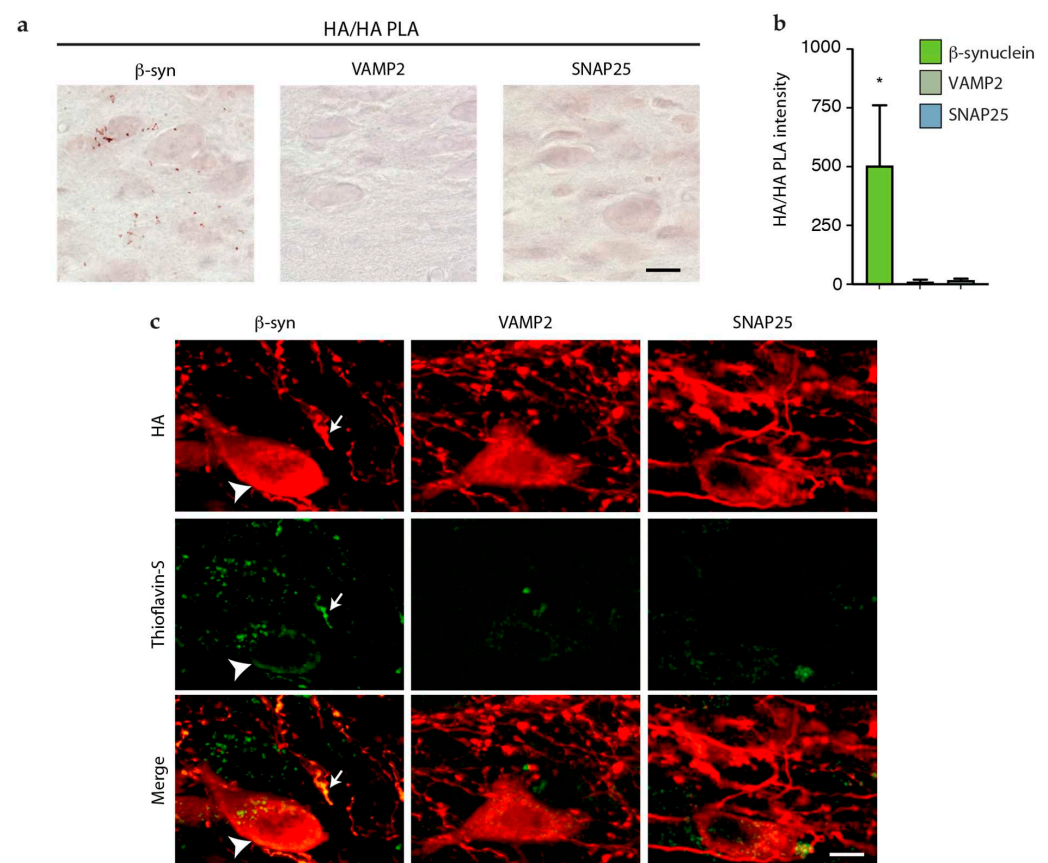 a
HA/HA PLA
β-syn
VAMP2
SNAP25
b
HA/HA PLA intensity
1000
750
500
250
0
*
β-synuclein
VAMP2
SNAP25
c
β-syn
VAMP2
SNAP25
HA
Thioflavin-S
Merge